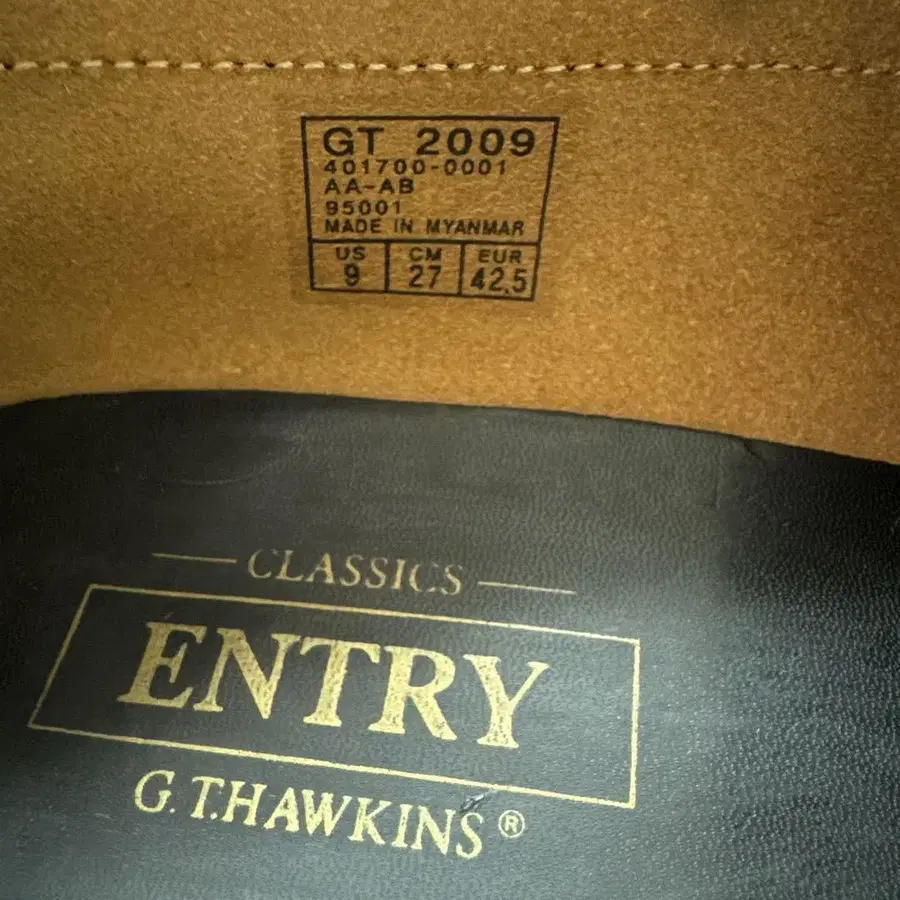 GT 2009
401700-0001
AA-AB
95001
MADE IN MYANMAR
US CM EUR
9 27 42.5
CLASSICS
ENTRY
G.T.HAWKINS®